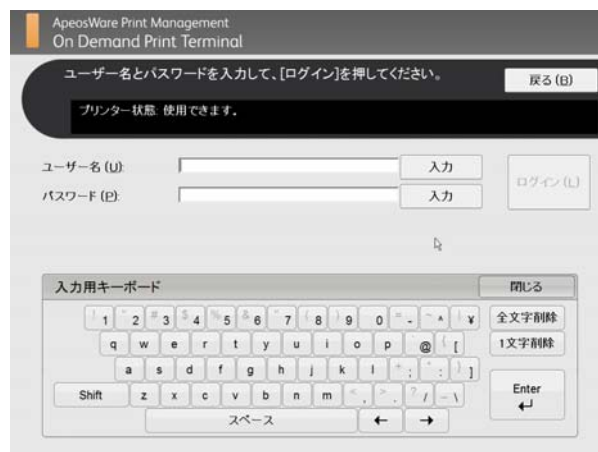 ApeosWare Print Management
On Demand Print Terminal
ユーザー名とパスワードを入力して、[ログイン]を押してください。
戻る(B)
プリンター状態: 使用できます。
ユーザー名(U):
入力
ログイン(L)
パスワード(P):
入力
入力用キーボード
閉じる
! 1 " 2 # 3 $ 4 % 5 & 6 ' 7 ( 8 ) 9 0 = - ~ ^ | ¥
全文字削除
q w e r t y u i o p ` @ { [
1文字削除
a s d f g h j k l + ; * : } ]
Shift z x c v b n m < , > . ? / _ \
Enter
スペース ← →